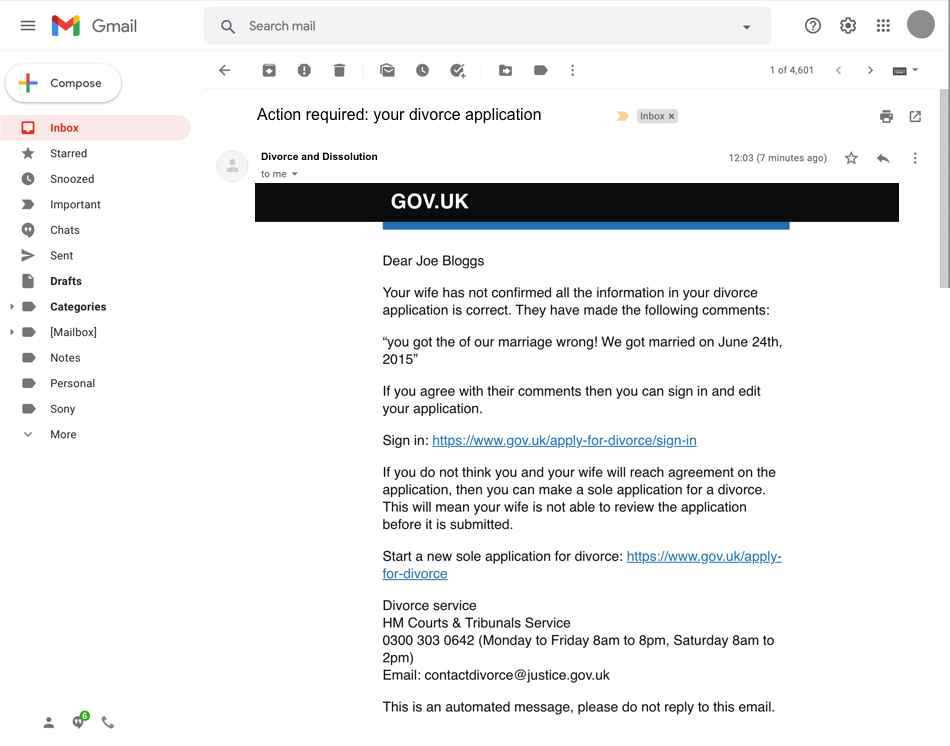 Gmail
Search mail
Compose
1 of 4,601
Inbox
Starred
Snoozed
Important
Chats
Sent
Drafts
Categories
[Mailbox]
Notes
Personal
Sony
More
6
Action required: your divorce application
Inbox ×
Divorce and Dissolution
12:03 (7 minutes ago)
to me
GOV.UK
Dear Joe Bloggs
Your wife has not confirmed all the information in your divorce
application is correct. They have made the following comments:
“you got the of our marriage wrong! We got married on June 24th,
2015”
If you agree with their comments then you can sign in and edit
your application.
Sign in: https://www.gov.uk/apply-for-divorce/sign-in
If you do not think you and your wife will reach agreement on the
application, then you can make a sole application for a divorce.
This will mean your wife is not able to review the application
before it is submitted.
Start a new sole application for divorce: https://www.gov.uk/apply-
for-divorce
Divorce service
HM Courts & Tribunals Service
0300 303 0642 (Monday to Friday 8am to 8pm, Saturday 8am to
2pm)
Email: contactdivorce@justice.gov.uk
This is an automated message, please do not reply to this email.